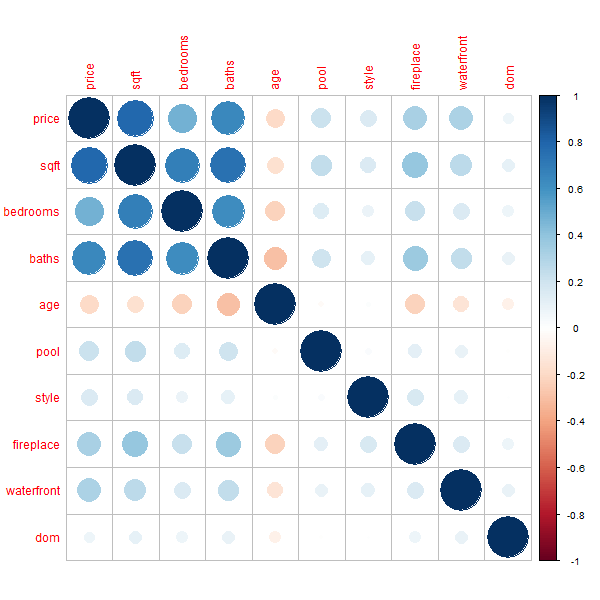 price sqft bedrooms baths age pool style fireplace waterfront dom
price
sqft
bedrooms
baths
age
pool
style
fireplace
waterfront
dom
1
0.8
0.6
0.4
0.2
0
-0.2
-0.4
-0.6
-0.8
-1